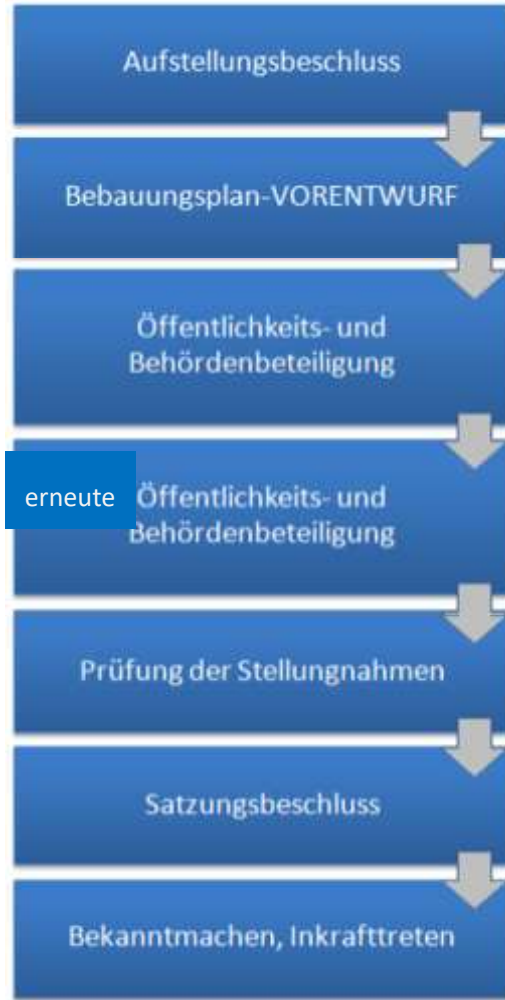 Aufstellungsbeschluss
Bebauungsplan-VORENTWURF
Öffentlichkeits- und
Behördenbeteiligung
erneute Öffentlichkeits- und
Behördenbeteiligung
Prüfung der Stellungnahmen
Satzungsbeschluss
Bekanntmachen, Inkrafttreten